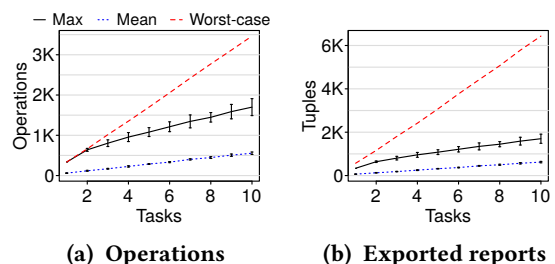 Max Mean Worst-case
3K
2K
1K
0
Operations
2 4 6 8 10
Tasks
(a) Operations
6K
4K
2K
0
Tuples
2 4 6 8 10
Tasks
(b) Exported reports